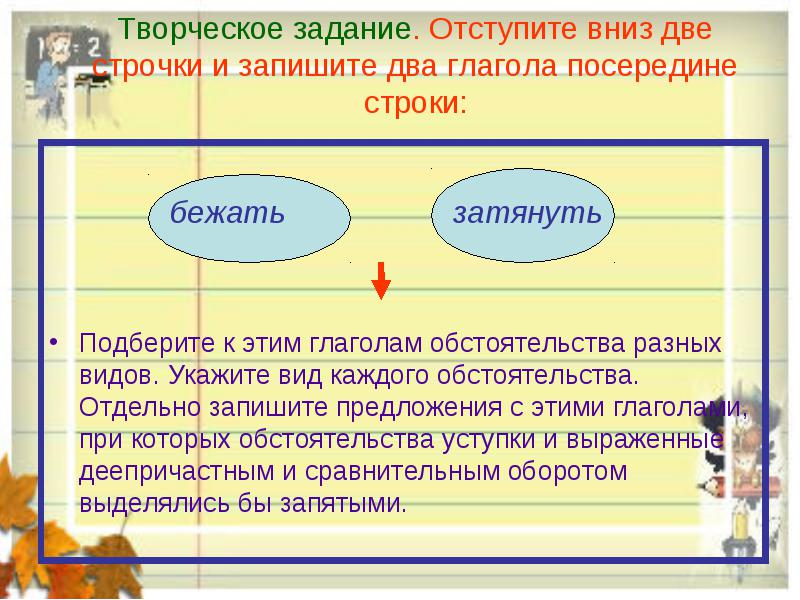 Творческое задание. Отступите вниз две
строчки и запишите два глагола посередине
строки:
бежать
затянуть
• Подберите к этим глаголам обстоятельства разных
видов. Укажите вид каждого обстоятельства.
Отдельно запишите предложения с этими глаголами,
при которых обстоятельства уступки и выраженные
деепричастным и сравнительным оборотом
выделялись бы запятыми.